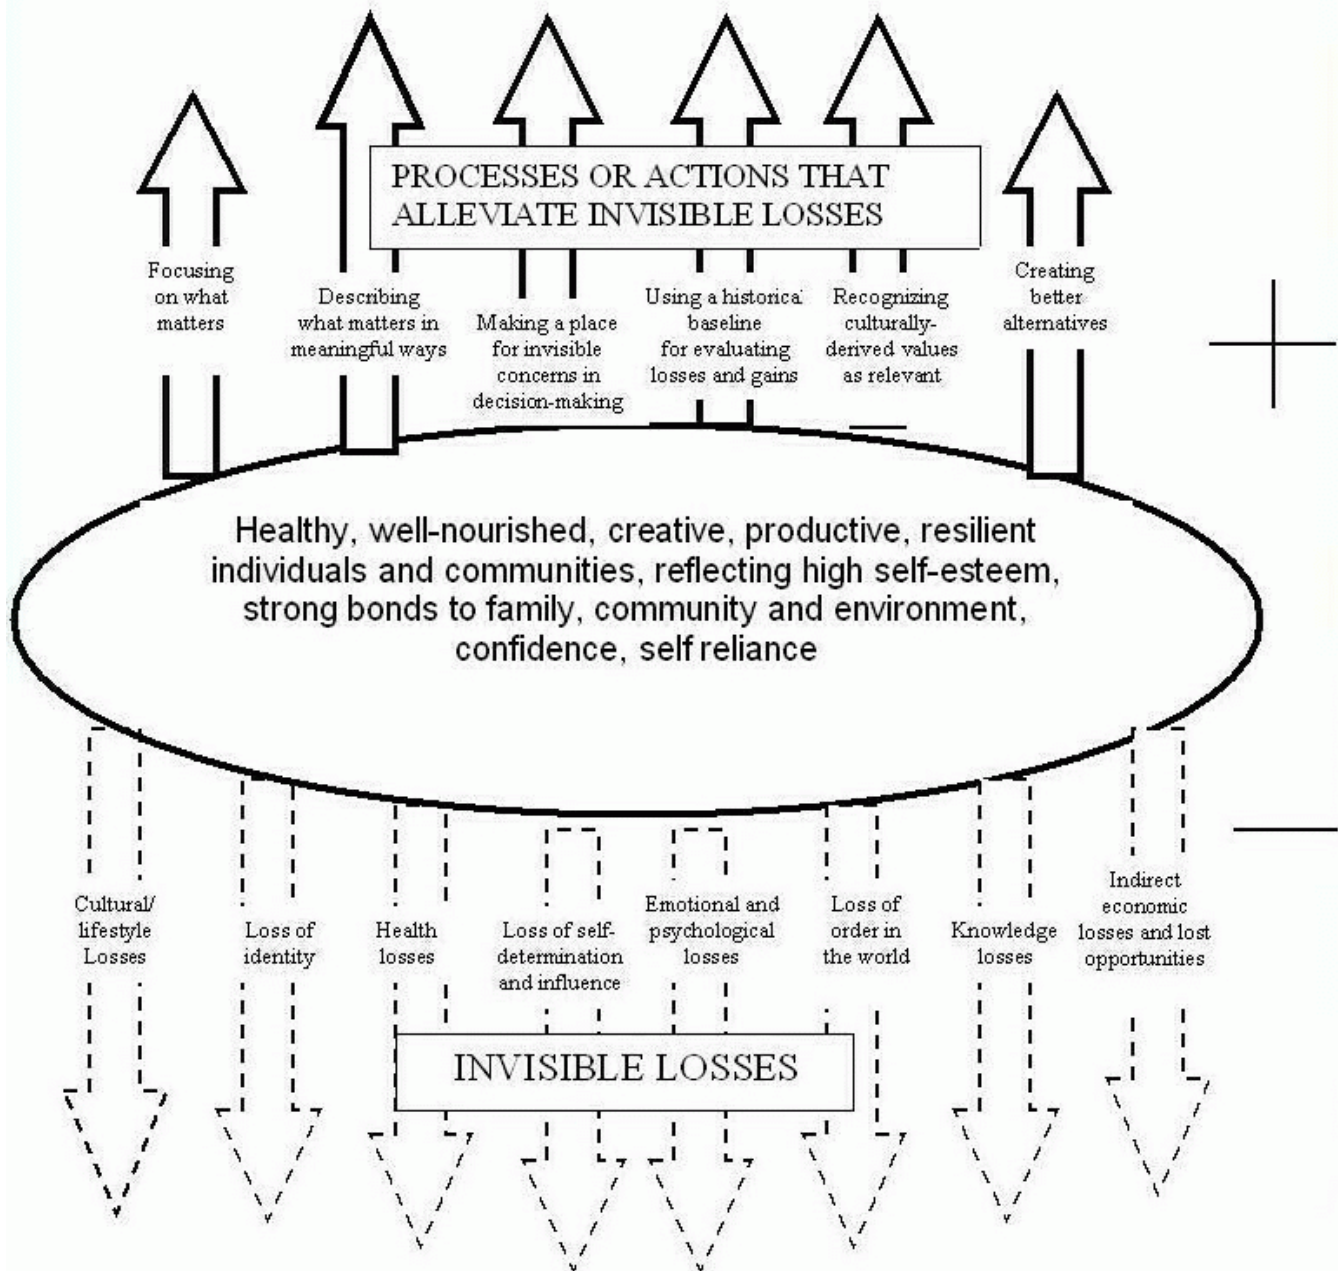 PROCESSES OR ACTIONS THAT
ALLEVIATE INVISIBLE LOSSES
Focusing
on what
matters
Describing
what matters in
meaningful ways
Making a place
for invisible
concerns in
decision-making
Using a historical
baseline
for evaluating
losses and gains
Recognizing
culturally-
derived values
as relevant
Creating
better
alternatives
Healthy, well-nourished, creative, productive, resilient
individuals and communities, reflecting high self-esteem,
strong bonds to family, community and environment,
confidence, self reliance
Cultural/
lifestyle
Losses
Loss of
identity
Health
losses
Loss of self-
determination
and influence
Emotional and
psychological
losses
Loss of
order in
the world
Knowledge
losses
Indirect
economic
losses and lost
opportunities
INVISIBLE LOSSES